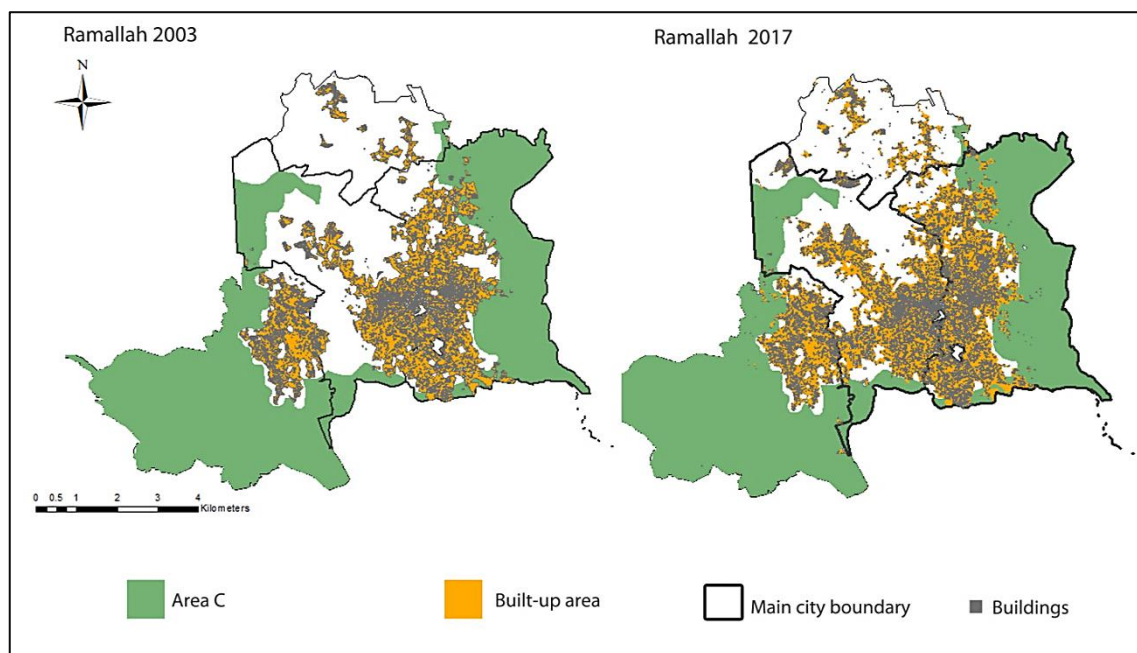 Ramallah 2003
Ramallah 2017
N
0 0.5 1 2 3 4
Kilometers
Area C
Built-up area
Main city boundary
Buildings